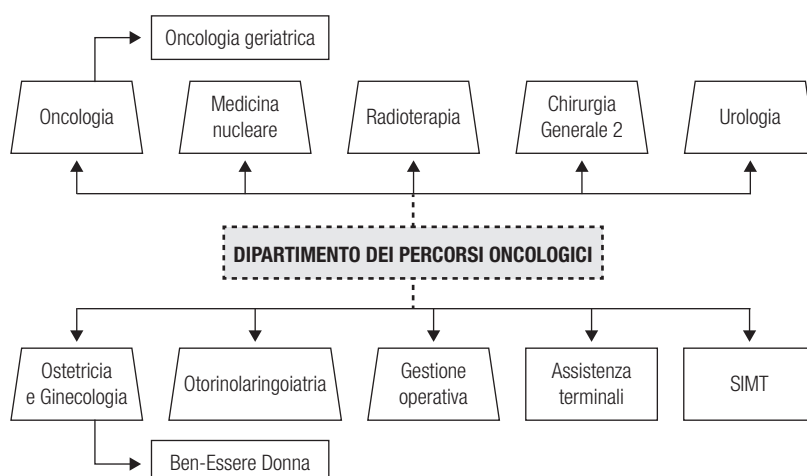 Oncologia geriatrica
Oncologia
Medicina
nucleare
Radioterapia
Chirurgia
Generale 2
Urologia
DIPARTIMENTO DEI PERCORSI ONCOLOGICI
Ostetricia
e Ginecologia
Otorinolaringoiatria
Gestione
operativa
Assistenza
terminali
SIMT
Ben-Essere Donna